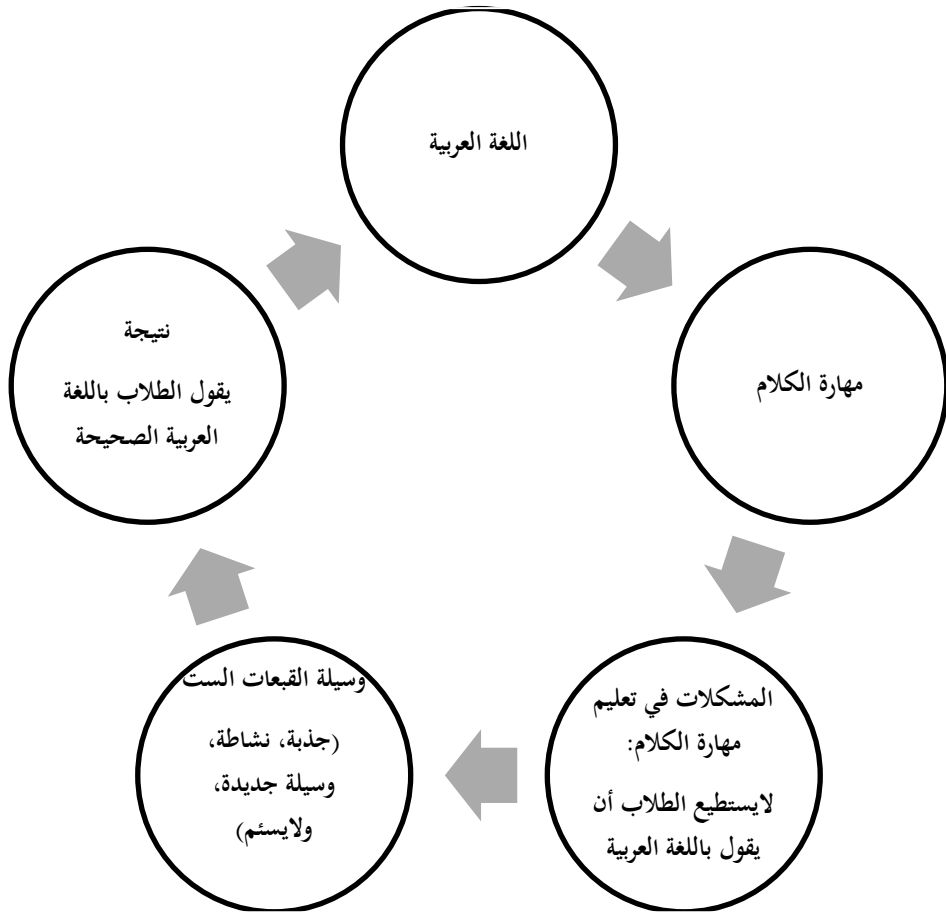 اللغة العربية
مهارة الكلام
المشكلات في تعليم
مهارة الكلام:
لايستطيع الطلاب أن
يقول باللغة العربية
وسيلة القبعات الست
(جذبة، نشاطة،
وسيلة جديدة،
ولايسئم)
نتيجة
يقول الطلاب باللغة
العربية الصحيحة